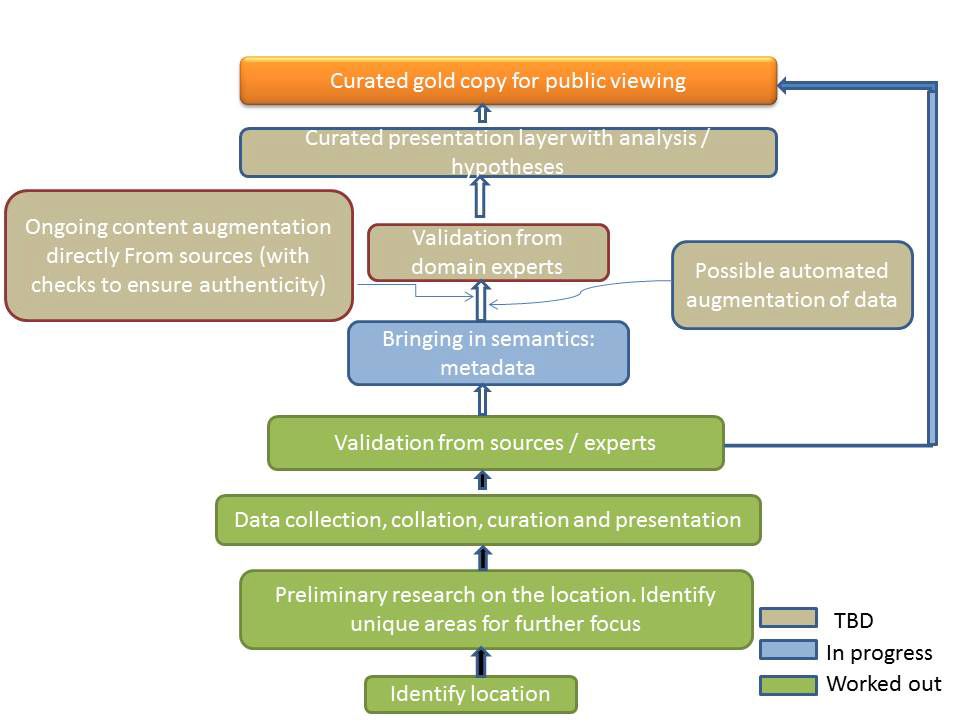 Curated gold copy for public viewing
Curated presentation layer with analysis /
hypotheses
Ongoing content augmentation
directly From sources (with
checks to ensure authenticity)
Validation from
domain experts
Possible automated
augmentation of data
Bringing in semantics:
metadata
Validation from sources / experts
Data collection, collation, curation and presentation
Preliminary research on the location. Identify
unique areas for further focus
Identify location
TBD
In progress
Worked out